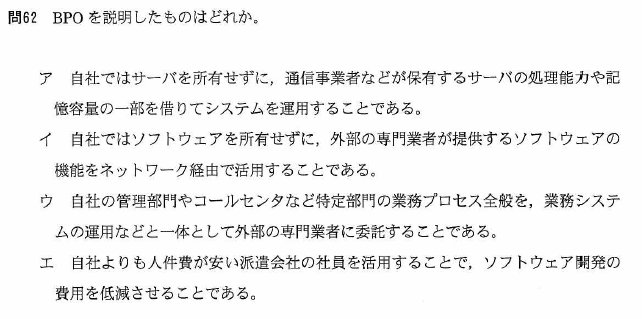 問62 BPO を説明したものはどれか。
ア 自社ではサーバを所有せずに，通信事業者などが保有するサーバの処理能力や記
憶容量の一部を借りてシステムを運用することである。
イ 自社ではソフトウェアを所有せずに，外部の専門業者が提供するソフトウェアの
機能をネットワーク経由で活用することである。
ウ 自社の管理部門やコールセンタなど特定部門の業務プロセス全般を，業務システ
ムの運用などと一体として外部の専門業者に委託することである。
エ 自社よりも人件費が安い派遣会社の社員を活用することで，ソフトウェア開発の
費用を低減させることである。